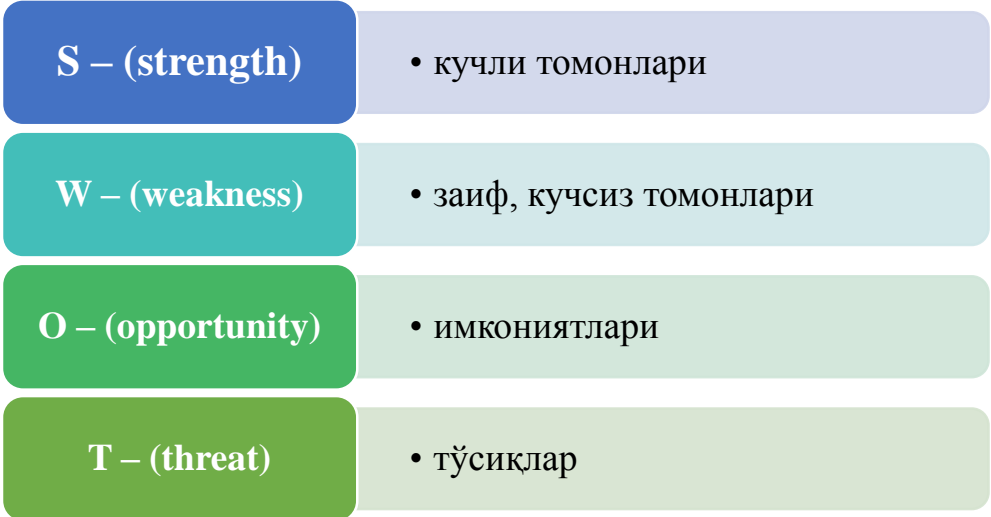 S – (strength)
• кучли томонлари
W – (weakness)
• заиф, кучсиз томонлари
O – (opportunity)
• имкониятлари
T – (threat)
• тўсиқлар